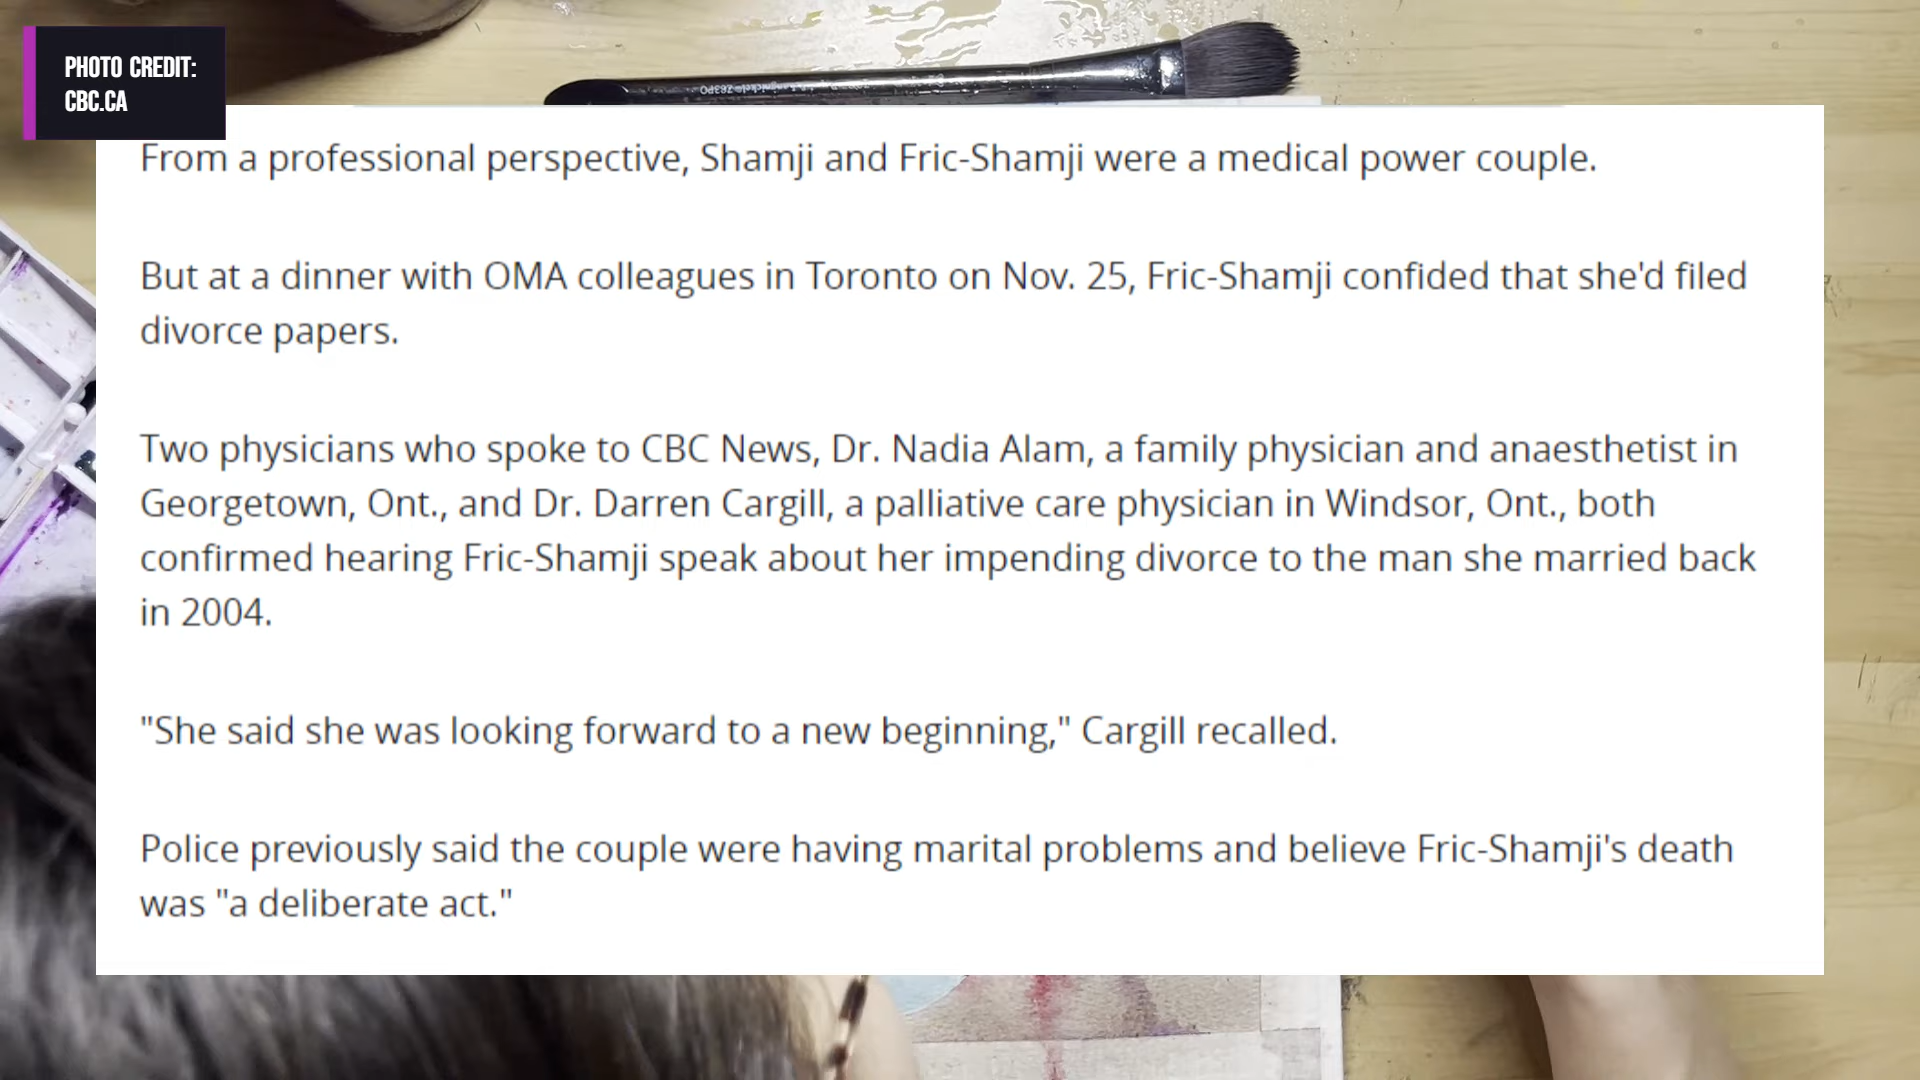 PHOTO CREDIT:
CBC.CA
From a professional perspective, Shamji and Fric-Shamji were a medical power couple.
But at a dinner with OMA colleagues in Toronto on Nov. 25, Fric-Shamji confided that she'd filed
divorce papers.
Two physicians who spoke to CBC News, Dr. Nadia Alam, a family physician and anaesthetist in
Georgetown, Ont., and Dr. Darren Cargill, a palliative care physician in Windsor, Ont., both
confirmed hearing Fric-Shamji speak about her impending divorce to the man she married back
in 2004.
"She said she was looking forward to a new beginning," Cargill recalled.
Police previously said the couple were having marital problems and believe Fric-Shamji's death
was "a deliberate act."